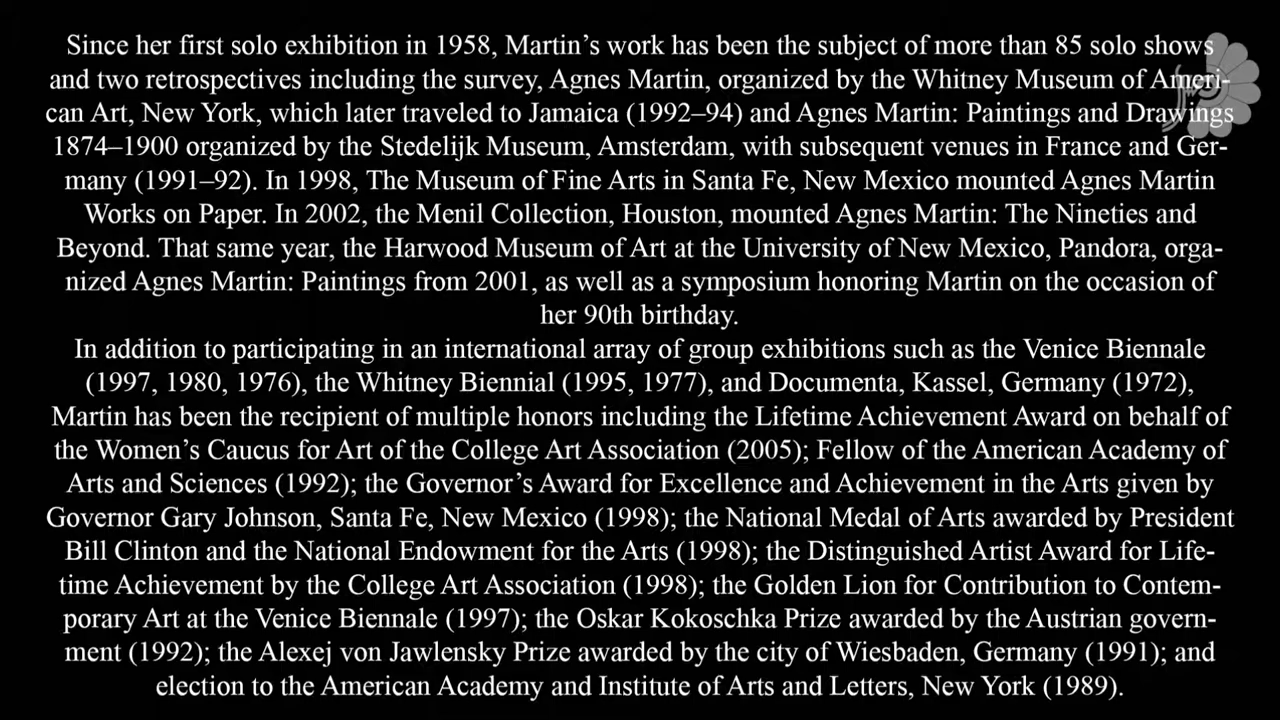 Since her first solo exhibition in 1958, Martin’s work has been the subject of more than 85 solo shows
and two retrospectives including the survey, Agnes Martin, organized by the Whitney Museum of Ameri-
can Art, New York, which later traveled to Jamaica (1992–94) and Agnes Martin: Paintings and Drawings
1874–1900 organized by the Stedelijk Museum, Amsterdam, with subsequent venues in France and Ger-
many (1991–92). In 1998, The Museum of Fine Arts in Santa Fe, New Mexico mounted Agnes Martin
Works on Paper. In 2002, the Menil Collection, Houston, mounted Agnes Martin: The Nineties and
Beyond. That same year, the Harwood Museum of Art at the University of New Mexico, Pandora, orga-
nized Agnes Martin: Paintings from 2001, as well as a symposium honoring Martin on the occasion of
her 90th birthday.
In addition to participating in an international array of group exhibitions such as the Venice Biennale
(1997, 1980, 1976), the Whitney Biennial (1995, 1977), and Documenta, Kassel, Germany (1972),
Martin has been the recipient of multiple honors including the Lifetime Achievement Award on behalf of
the Women’s Caucus for Art of the College Art Association (2005); Fellow of the American Academy of
Arts and Sciences (1992); the Governor’s Award for Excellence and Achievement in the Arts given by
Governor Gary Johnson, Santa Fe, New Mexico (1998); the National Medal of Arts awarded by President
Bill Clinton and the National Endowment for the Arts (1998); the Distinguished Artist Award for Life-
time Achievement by the College Art Association (1998); the Golden Lion for Contribution to Contem-
porary Art at the Venice Biennale (1997); the Oskar Kokoschka Prize awarded by the Austrian govern-
ment (1992); the Alexej von Jawlensky Prize awarded by the city of Wiesbaden, Germany (1991); and
election to the American Academy and Institute of Arts and Letters, New York (1989).